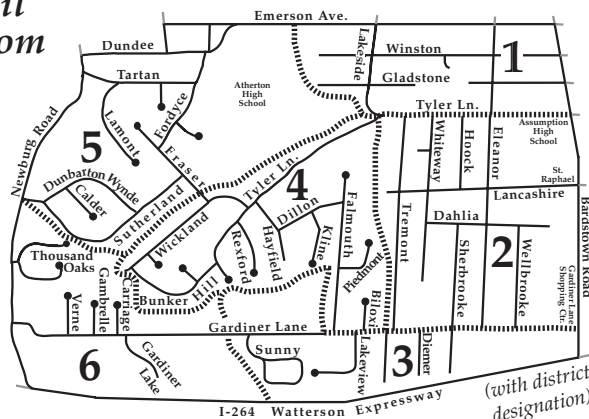 il
om
Emerson Ave.
Dundee
Tartan
Lakeside
Winston
1
Gladstone
Atherton
High
School
Fordyce
Lamont
Tyler Ln.
Assumption
High
School
Newburg Road
5
Fraser
Whiteway
Hoock
Eleanor
St.
Raphael
Dunbatton Wynde
Calder
Tyler Ln.
4
Lancashire
Sutherland
Wickland
Dillon
Falmouth
Tremont
Dahlia
Bardstown Road
Thousand
Oaks
Rexford
Hayfield
Kline
Piedmont
Sherbrooke
2
Wellbrooke
Gardiner Lane
Shopping Ctr.
Verne
Gambrelle
Carriage
Bunker Hill
Biloxi
Gardiner Lane
6
Gardiner
Lake
Sunny
Lakeview
3
Diemer
(with district
designation)
I-264 Watterson Expressway